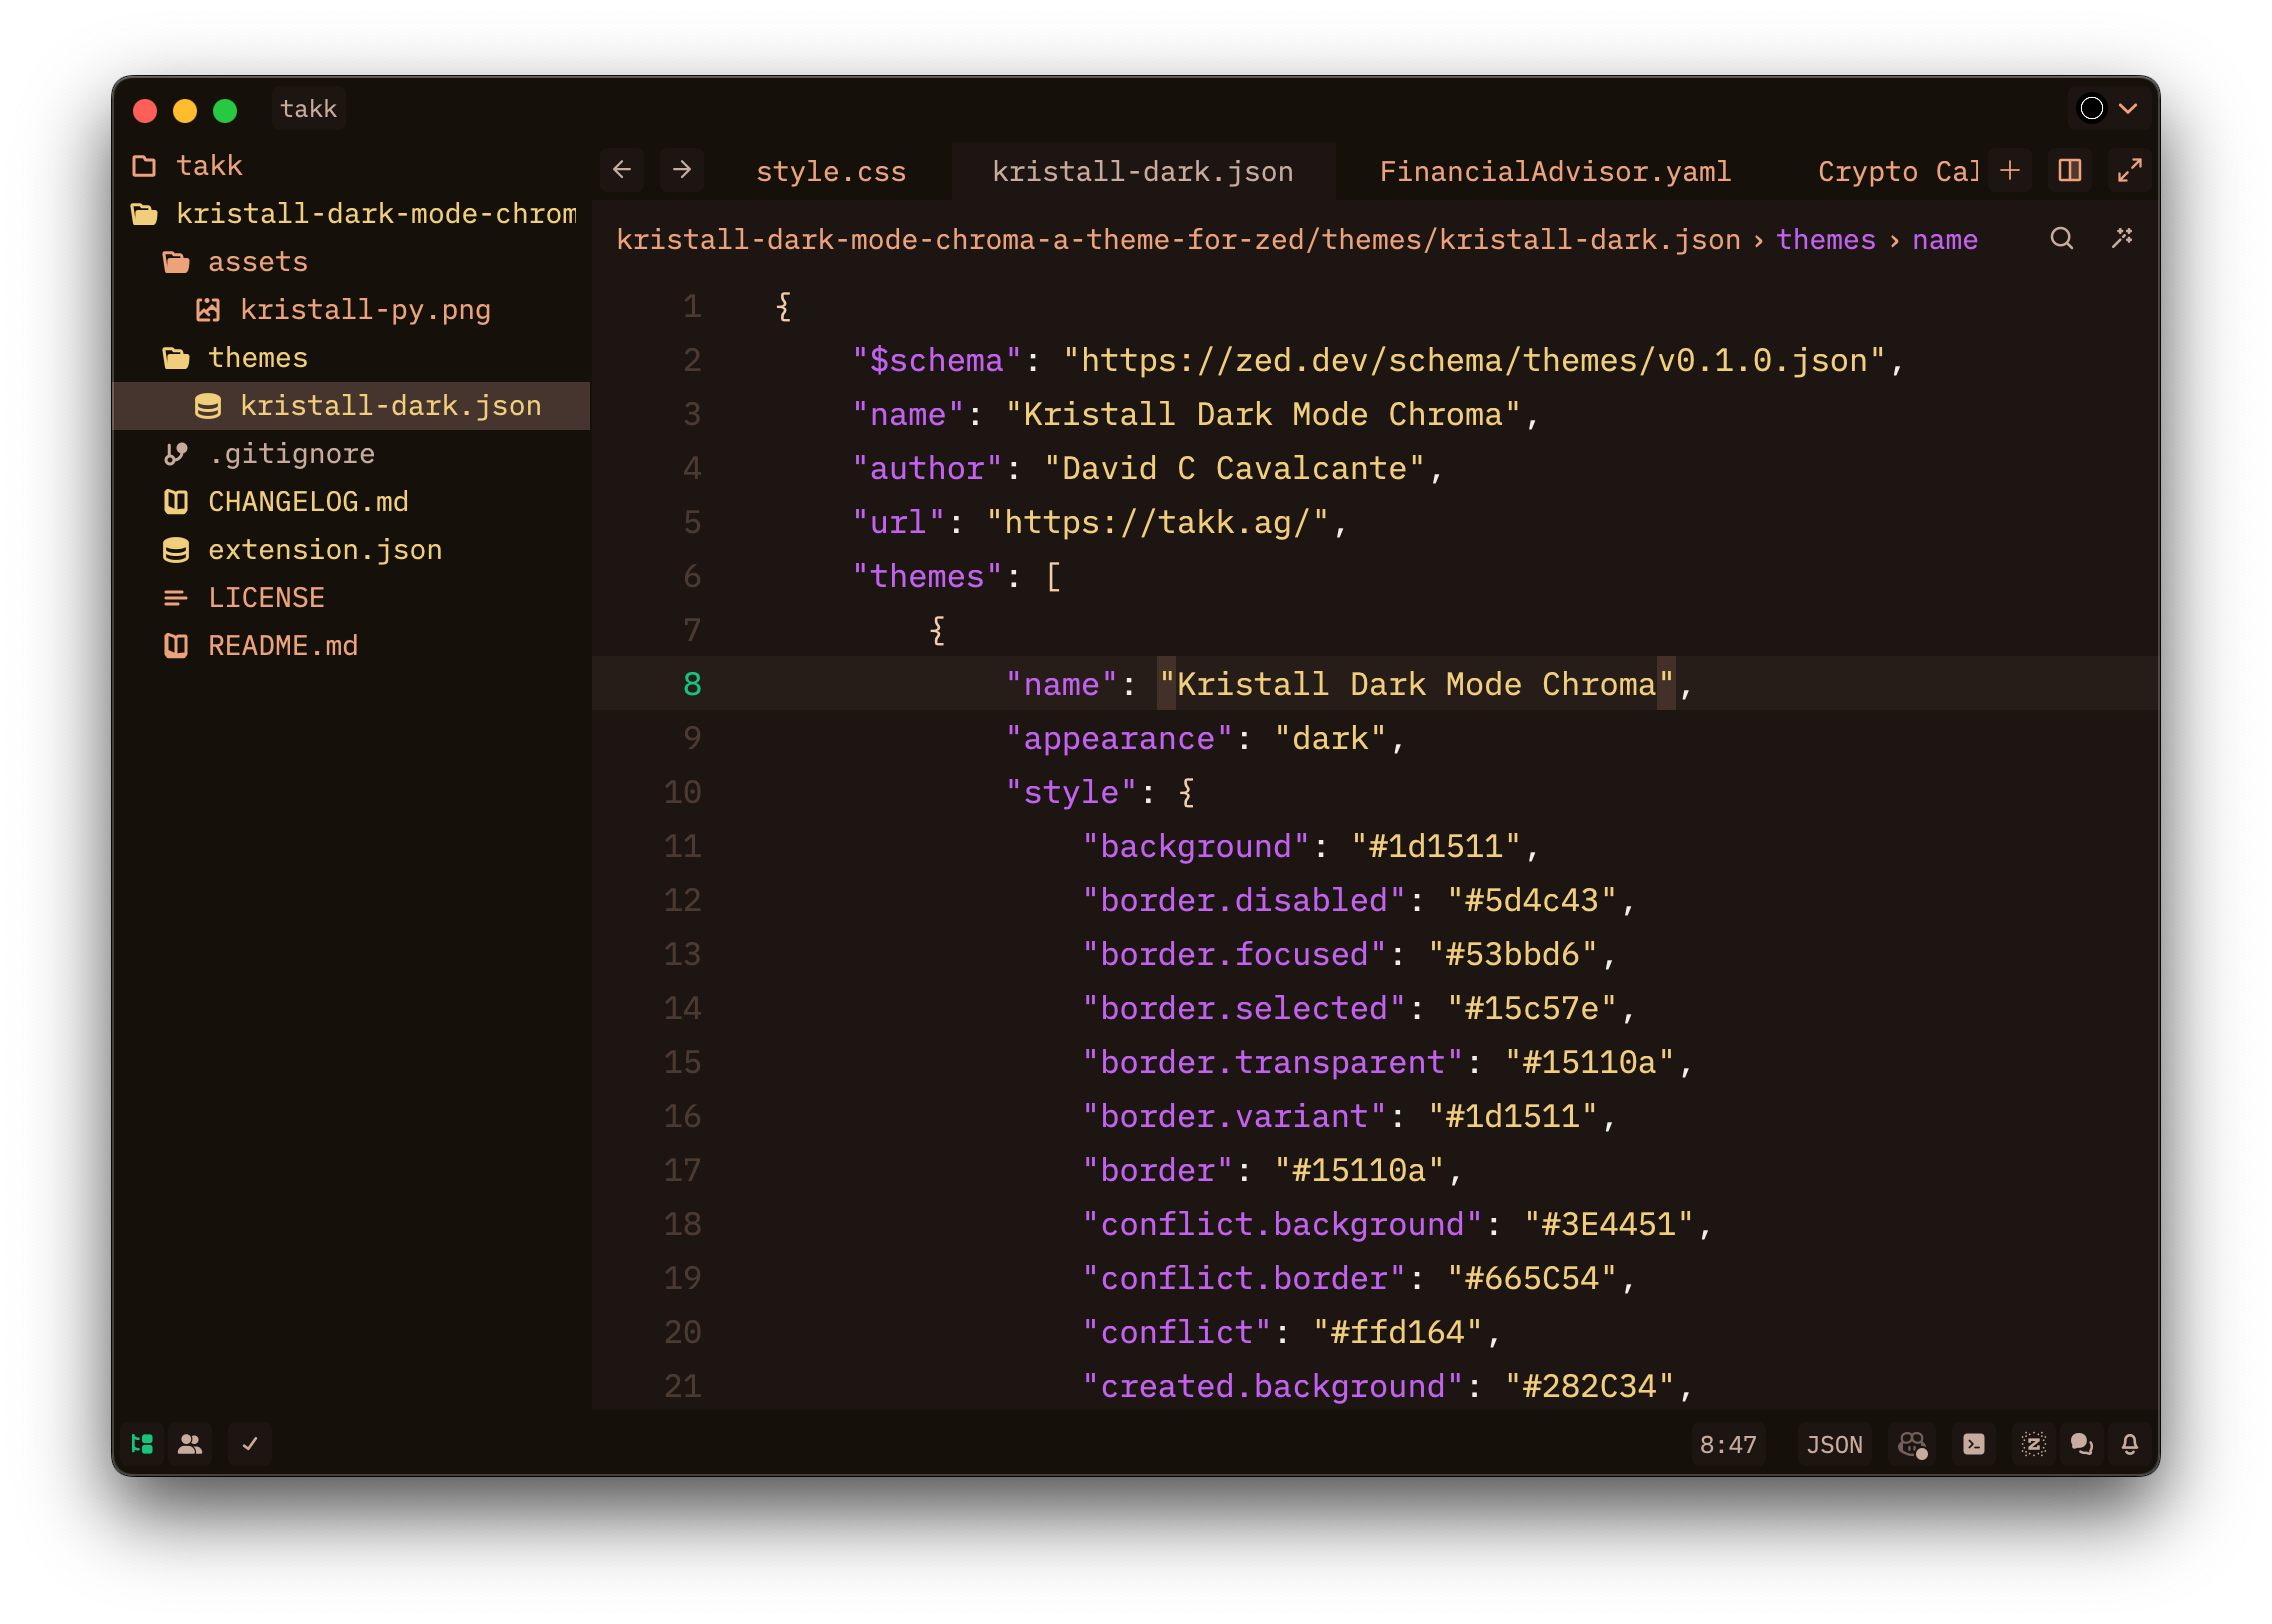 takk
takk
kristall-dark-mode-chrom
assets
kristall-py.png
themes
kristall-dark.json
.gitignore
CHANGELOG.md
extension.json
LICENSE
README.md
style.css kristall-dark.json FinancialAdvisor.yaml Crypto Cal
kristall-dark-mode-chroma-a-theme-for-zed/themes/kristall-dark.json › themes › name
1 {
2 "$schema": "https://zed.dev/schema/themes/v0.1.0.json",
3 "name": "Kristall Dark Mode Chroma",
4 "author": "David C Cavalcante",
5 "url": "https://takk.ag/",
6 "themes": [
7 {
8 "name": "Kristall Dark Mode Chroma",
9 "appearance": "dark",
10 "style": {
11 "background": "#1d1511",
12 "border.disabled": "#5d4c43",
13 "border.focused": "#53bbd6",
14 "border.selected": "#15c57e",
15 "border.transparent": "#15110a",
16 "border.variant": "#1d1511",
17 "border": "#15110a",
18 "conflict.background": "#3E4451",
19 "conflict.border": "#665C54",
20 "conflict": "#ffd164",
21 "created.background": "#282C34",
8:47 JSON